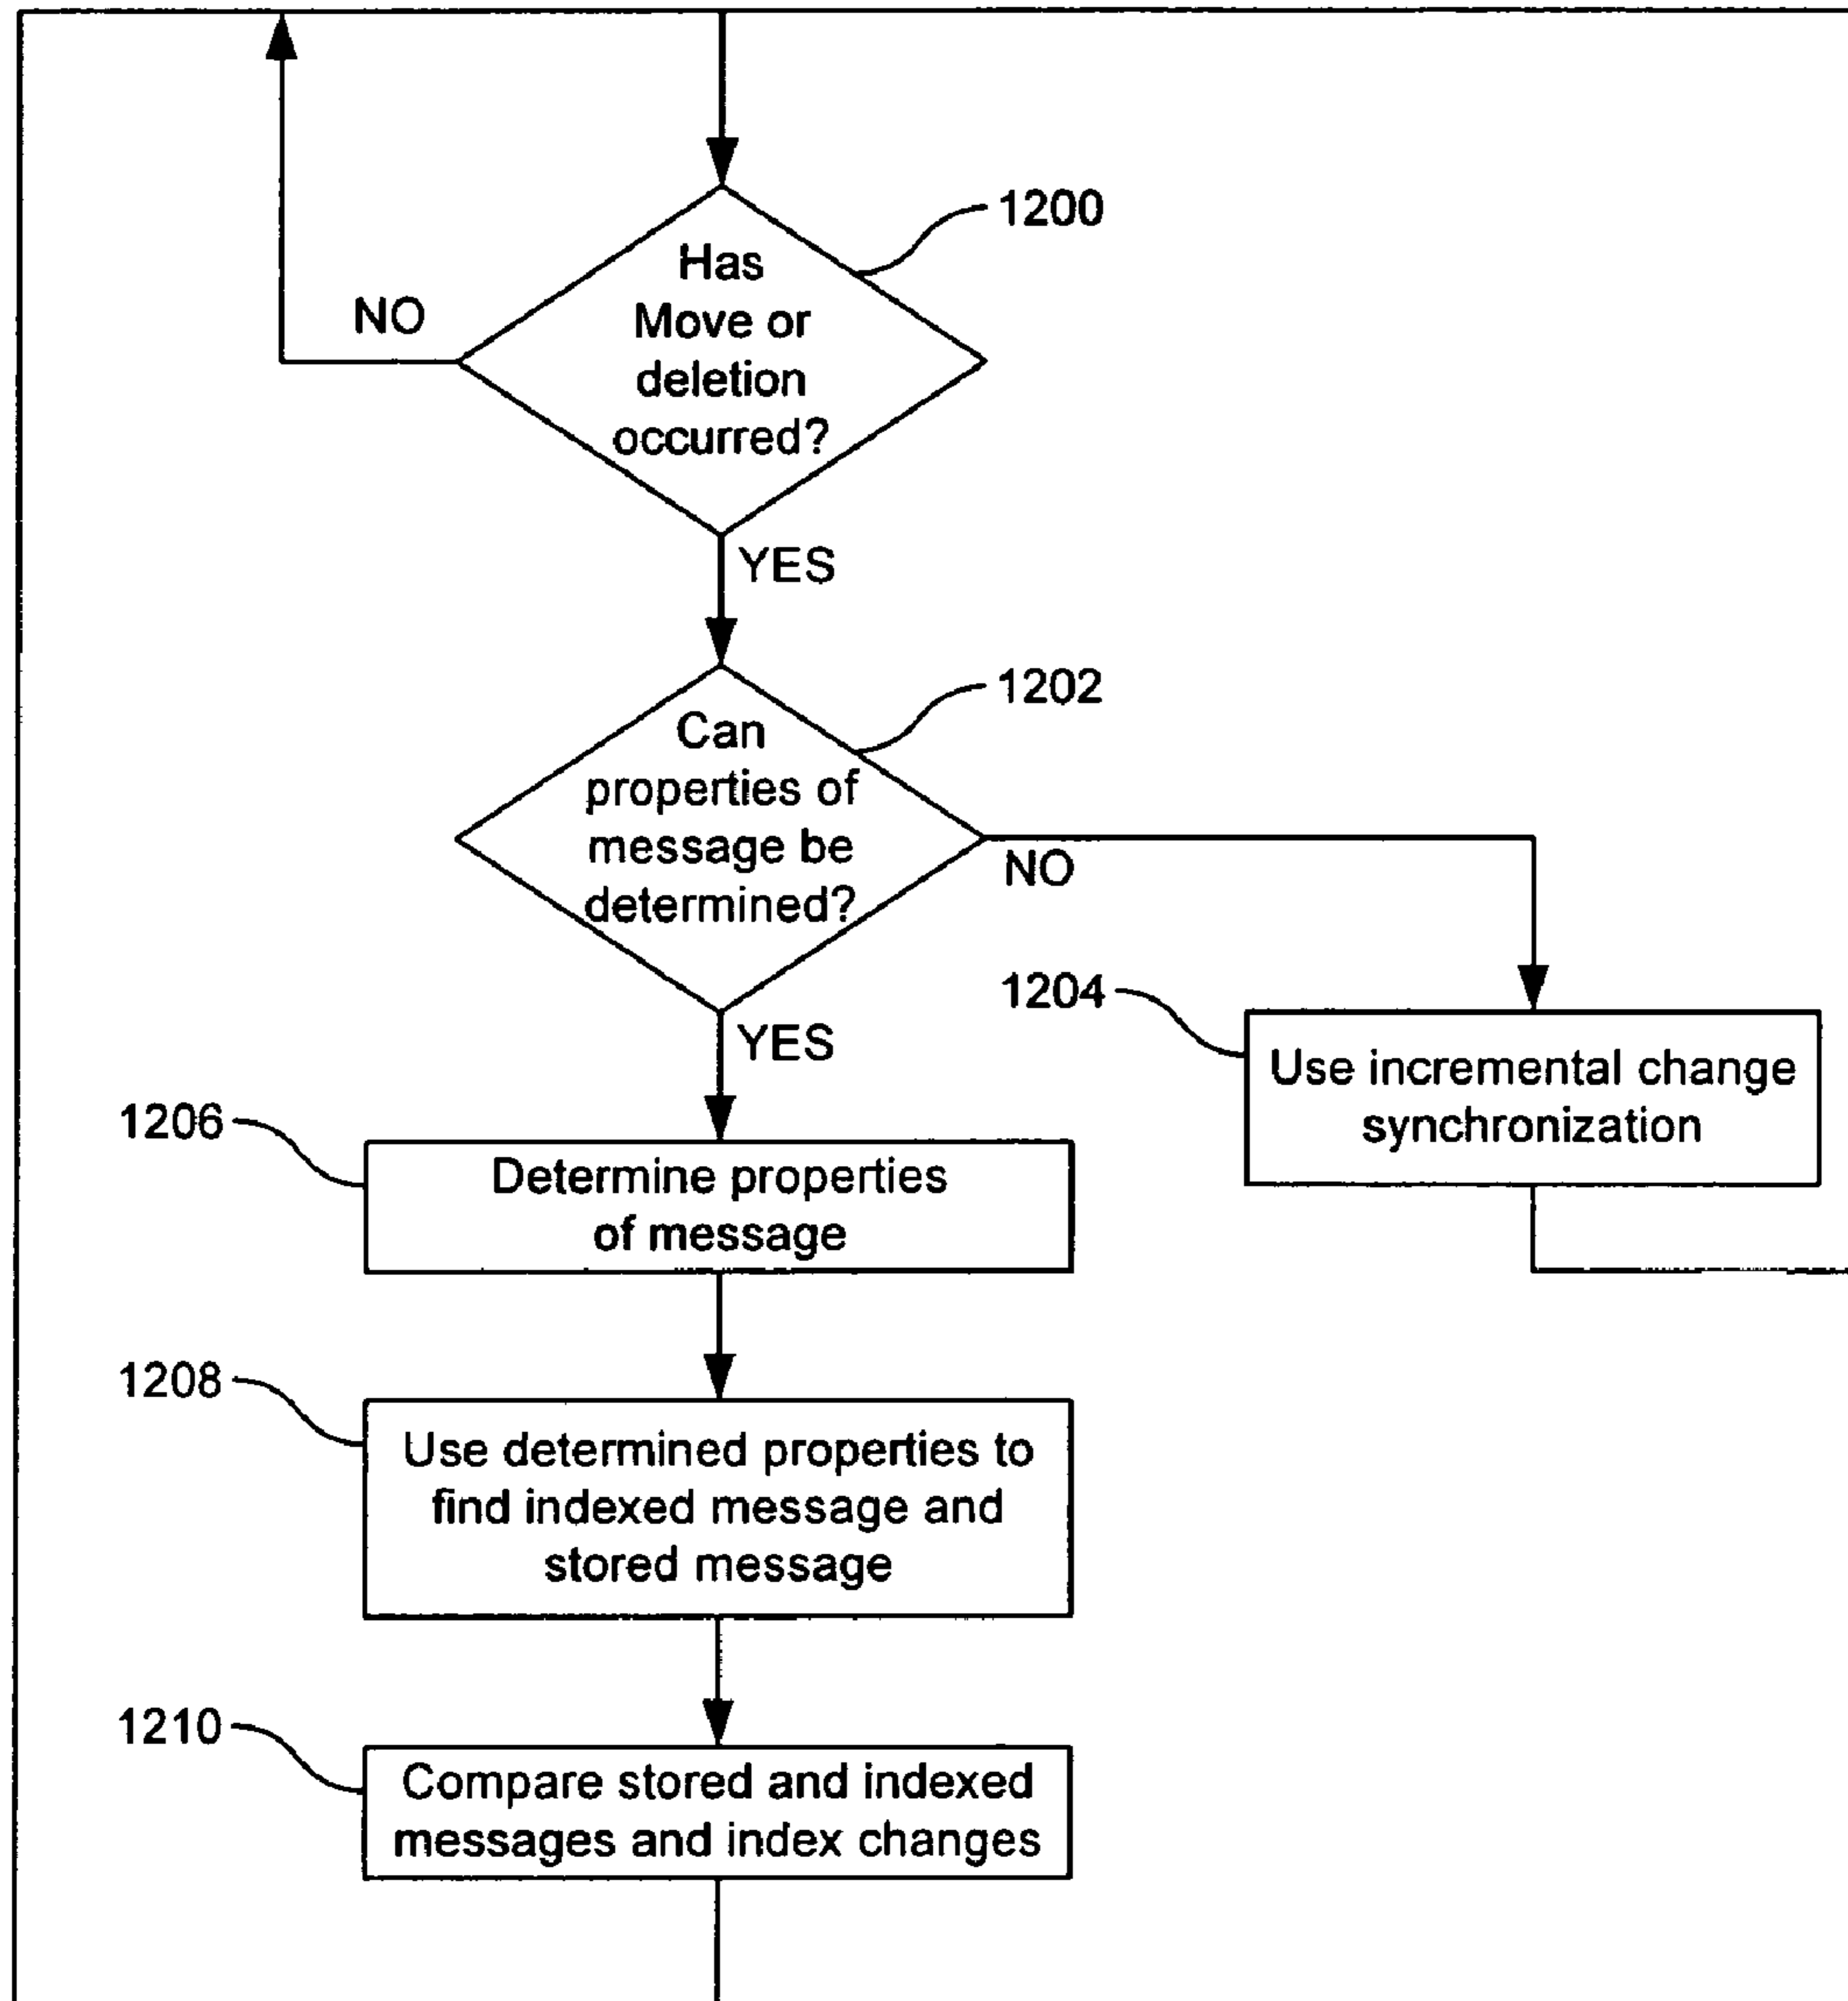 1200
Has
Move or
deletion
occurred?
NO
YES
1202
Can
properties of
message be
determined?
NO
YES
1204
Use incremental change
synchronization
1206
Determine properties
of message
1208
Use determined properties to
find indexed message and
stored message
1210
Compare stored and indexed
messages and index changes